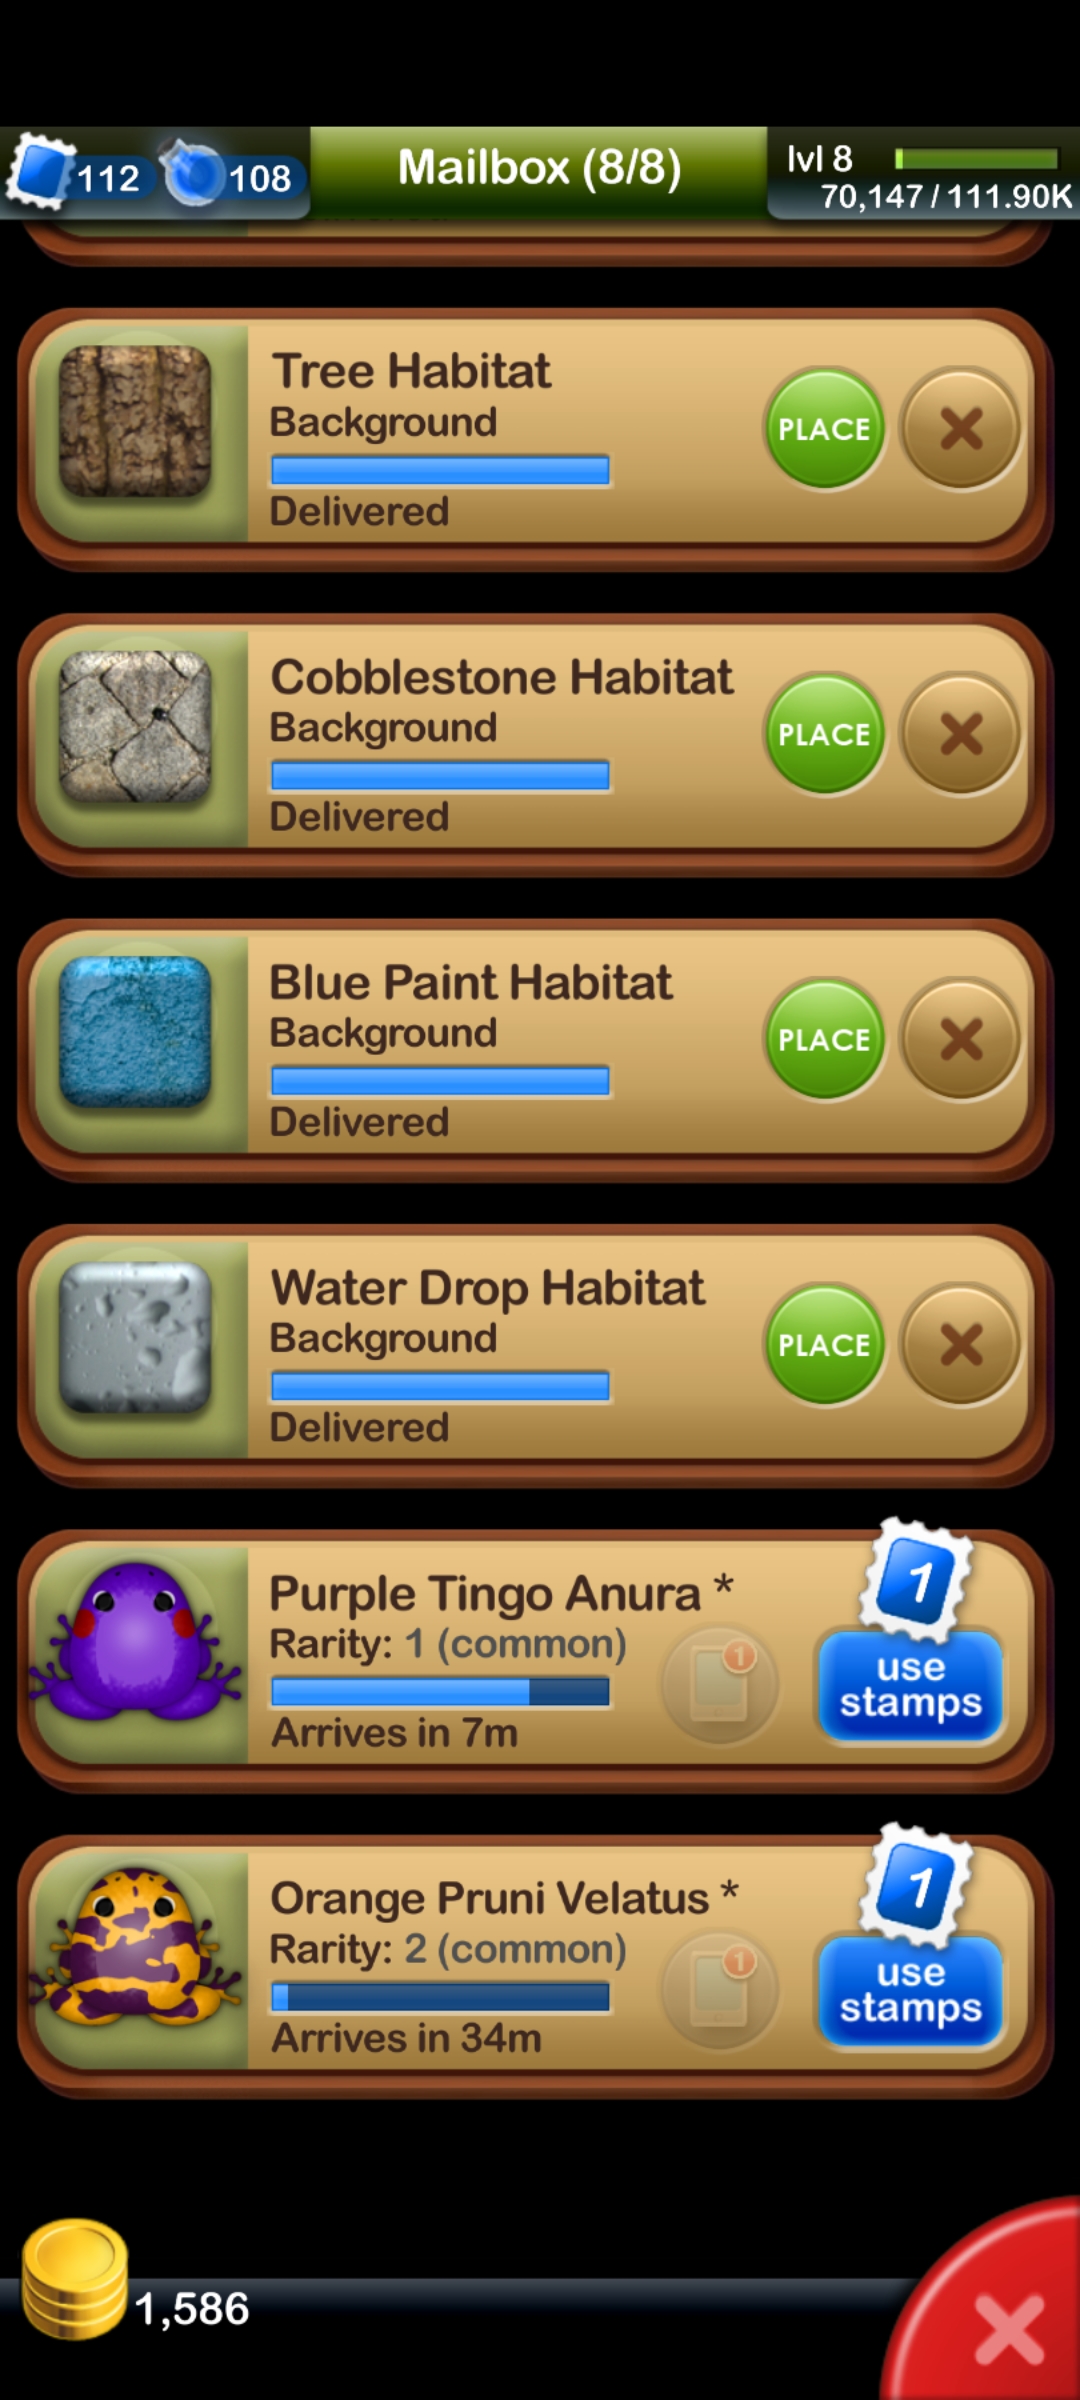 112
108
Mailbox (8/8)
lvl 8
70,147 / 111.90K
Tree Habitat
Background
Delivered
PLACE
Cobblestone Habitat
Background
Delivered
PLACE
Blue Paint Habitat
Background
Delivered
PLACE
Water Drop Habitat
Background
Delivered
PLACE
Purple Tingo Anura *
Rarity: 1 (common)
Arrives in 7m
1
1
use
stamps
Orange Pruni Velatus *
Rarity: 2 (common)
Arrives in 34m
1
1
use
stamps
1,586